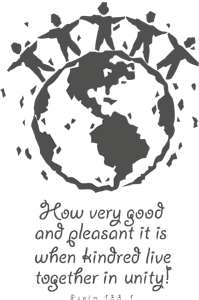 How very good
and pleasant it is
when kindred live
together in unity!
Psalm 133:1